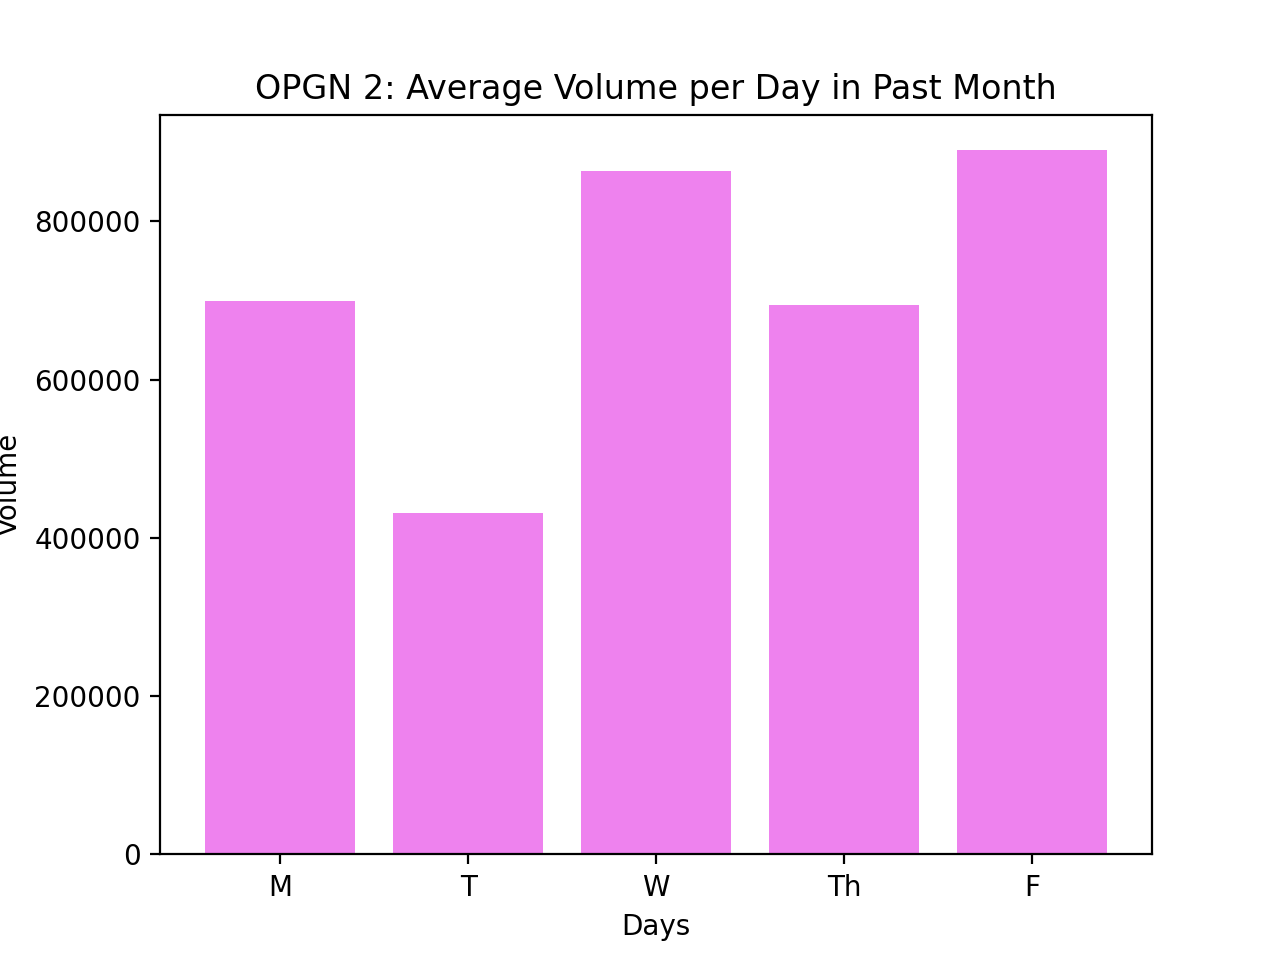 OPGN 2: Average Volume per Day in Past Month
800000
600000
400000
200000
0
Volume
M T W Th F
Days